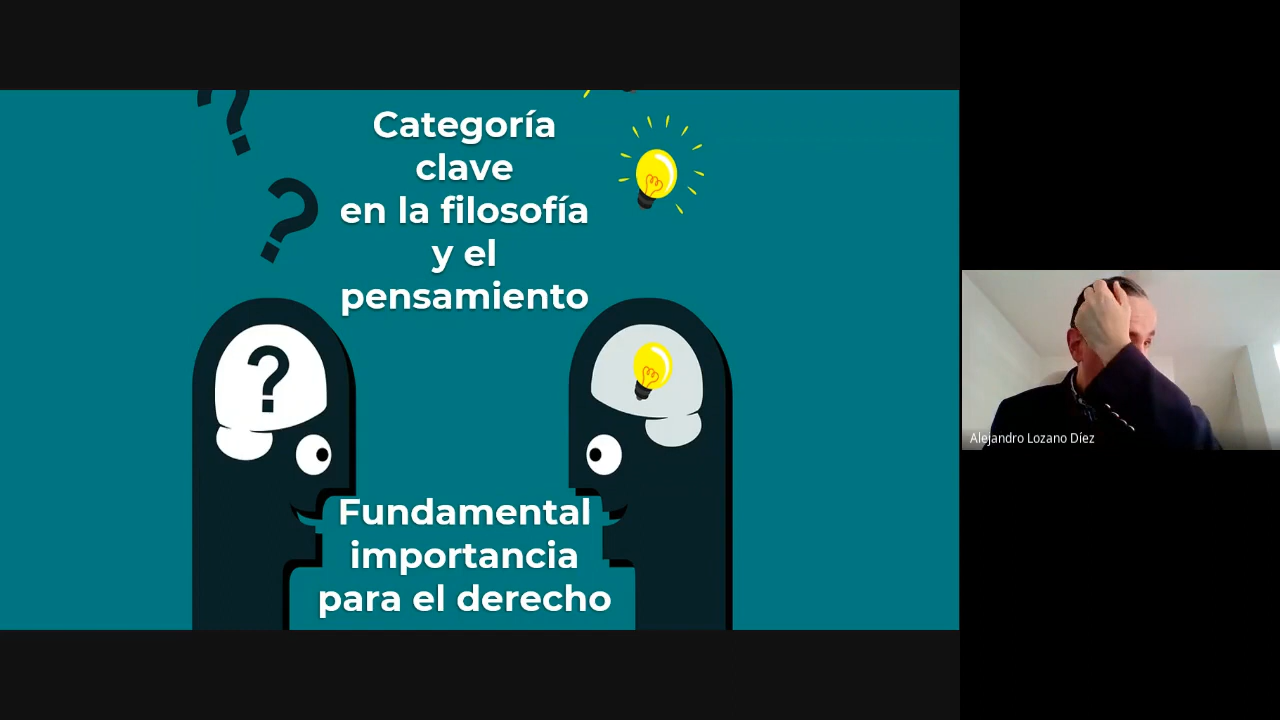 Categoría
clave
en la filosofía
y el
pensamiento
Fundamental
importancia
para el derecho
Alejandro Lozano Díez